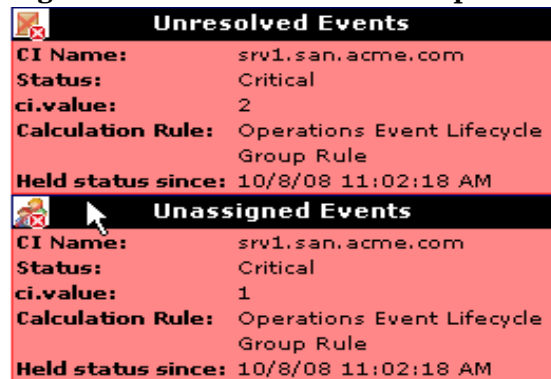 Unresolved Events
CI Name: srv1.san.acme.com
Status: Critical
ci.value: 2
Calculation Rule: Operations Event Lifecycle
Group Rule
Held status since: 10/8/08 11:02:18 AM
Unassigned Events
CI Name: srv1.san.acme.com
Status: Critical
ci.value: 1
Calculation Rule: Operations Event Lifecycle
Group Rule
Held status since: 10/8/08 11:02:18 AM